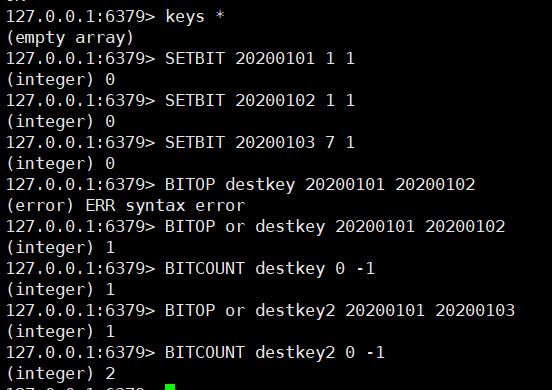 127.0.0.1:6379> keys *
(empty array)
127.0.0.1:6379> SETBIT 20200101 1 1
(integer) 0
127.0.0.1:6379> SETBIT 20200102 1 1
(integer) 0
127.0.0.1:6379> SETBIT 20200103 7 1
(integer) 0
127.0.0.1:6379> BITOP destkey 20200101 20200102
(error) ERR syntax error
127.0.0.1:6379> BITOP or destkey 20200101 20200102
(integer) 1
127.0.0.1:6379> BITCOUNT destkey 0 -1
(integer) 1
127.0.0.1:6379> BITOP or destkey2 20200101 20200103
(integer) 1
127.0.0.1:6379> BITCOUNT destkey2 0 -1
(integer) 2